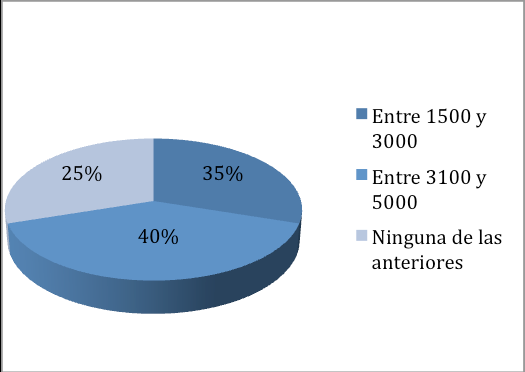 25%
35%
40%
Entre 1500 y
3000
Entre 3100 y
5000
Ninguna de las
anteriores